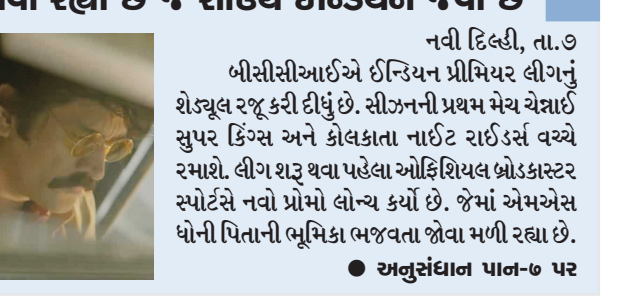 રહ્યા છે
નવી દિલ્હી, તા.૭
બીસીસીઆઈએ ઈન્ડિયન પ્રીમિયર લીગનું
શેડ્યૂલ રજૂ કરી દીધું છે. સીઝનની પ્રથમ મેચ ચેન્નાઈ
સુપર કિંગ્સ અને કોલકાતા નાઈટ રાઈડર્સ વચ્ચે
રમાશે. લીગ શરૂ થવા પહેલા ઓફિશિયલ બ્રોડકાસ્ટર
સ્પોર્ટસે નવો પ્રોમો લોન્ચ કર્યો છે. જેમાં એમએસ
ધોની પિતાની ભૂમિકા ભજવતા જોવા મળી રહ્યા છે.
● અનુસંધાન પાન-૭ પર